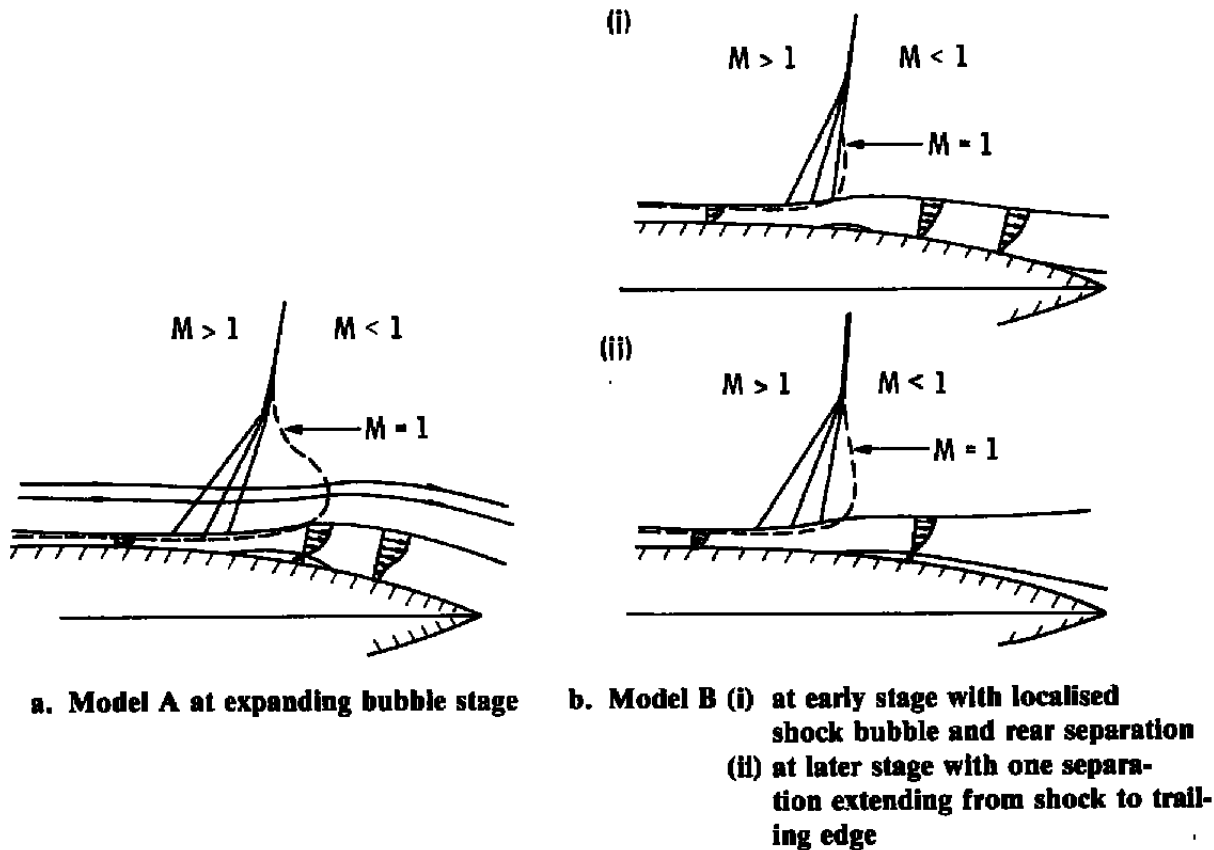 (i)
M > 1
M < 1
M = 1
M > 1
M < 1
M = 1
(ii)
M > 1
M < 1
M = 1
a. Model A at expanding bubble stage
b. Model B (i) at early stage with localised
shock bubble and rear separation
(ii) at later stage with one separa-
tion extending from shock to trail-
ing edge